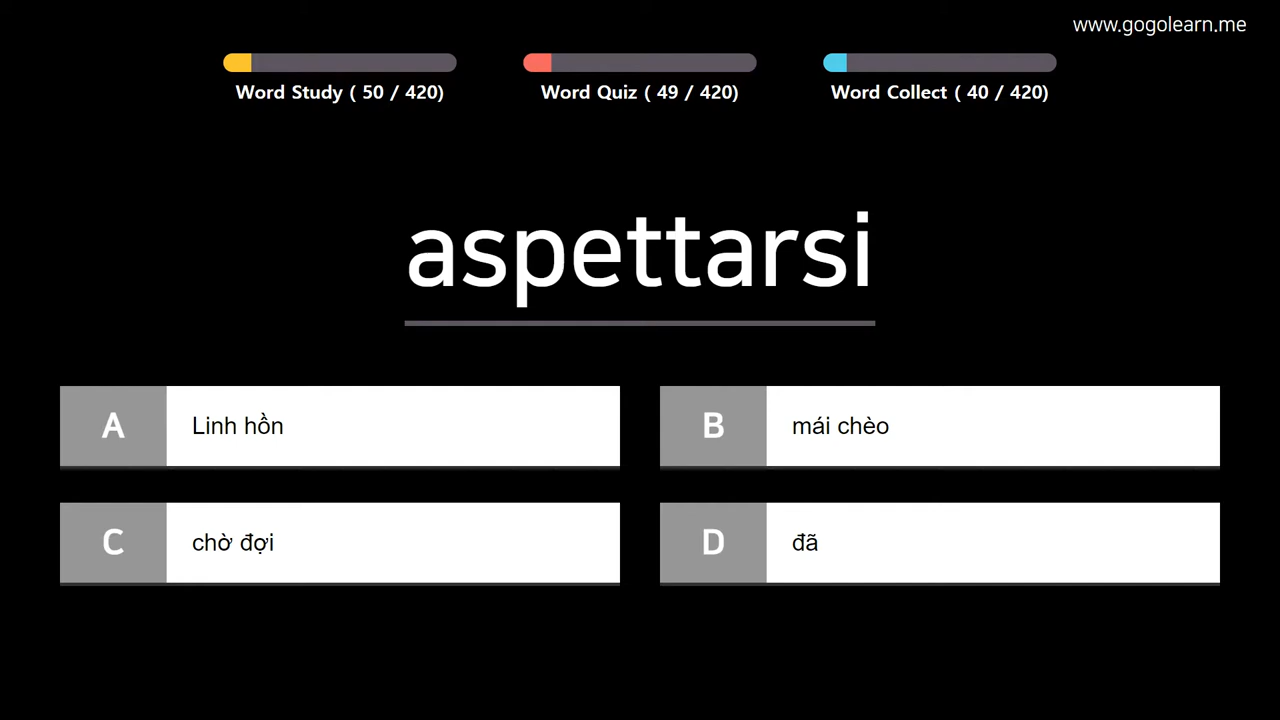 www.gogolearn.me
Word Study ( 50 / 420)
Word Quiz ( 49 / 420)
Word Collect ( 40 / 420)
aspettarsi
A Linh hồn
B mái chèo
C chờ đợi
D đã